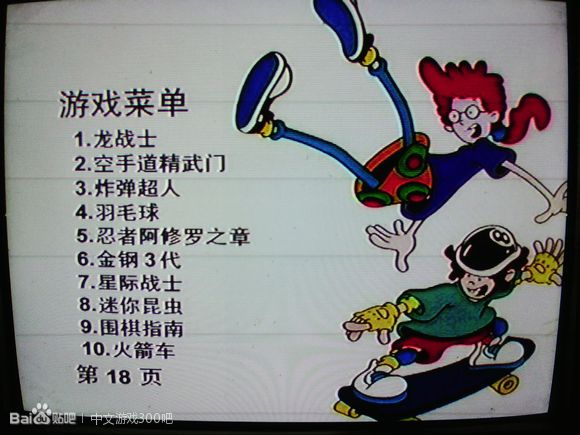 游戏菜单
1.龙战士
2.空手道精武门
3.炸弹超人
4.羽毛球
5.忍者阿修罗之章
6.金钢3代
7.星际战士
8.迷你昆虫
9.围棋指南
10.火箭车
第18页
8
Bai贴吧 | 中文游戏300吧